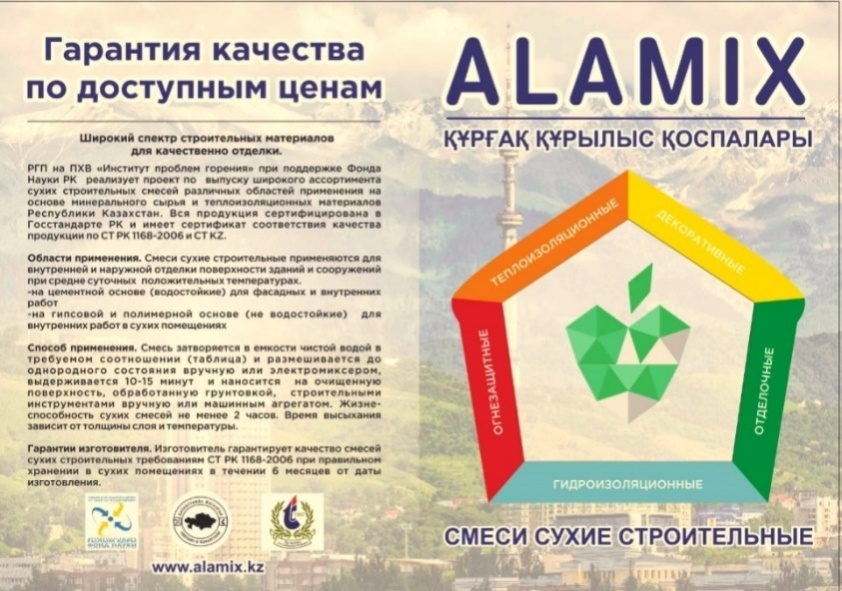 Гарантия качества
по доступным ценам
Широкий спектр строительных материалов
для качественно отделки.
РГП на ПХВ «Институт проблем горения» при поддержке Фонда
Науки РК реализует проект по выпуску широкого ассортимента
сухих строительных смесей различных областей применения на
основе минерального сырья и теплоизоляционных материалов
Республики Казахстан. Вся продукция сертифицирована в
Госстандарте РК и имеет сертификат соответствия качества
продукции по СТ РК 1168-2006 и СТ KZ.
Области применения. Смеси сухие строительные применяются для
внутренней и наружной отделки поверхности зданий и сооружений
при средне суточных положительных температурах.
-на цементной основе (водостойкие) для фасадных и внутренних
работ
-на гипсовой и полимерной основе (не водостойкие) для
внутренних работ в сухих помещениях
Способ применения. Смесь затворяется в емкости чистой водой в
требуемом соотношении (таблица) и размешивается до
однородного состояния вручную или электромиксером,
выдерживается 10-15 минут и наносится на очищенную
поверхность, обработанную грунтовкой, строительными
инструментами вручную или машинным агрегатом. Жизне-
способность сухих смесей не менее 2 часов. Время высыхания
зависит от толщины слоя и температуры.
Гарантии изготовителя. Изготовитель гарантирует качество смесей
сухих строительных требованиям СТ РК 1168-2006 при правильном
хранении в сухих помещениях в течении 6 месяцев от даты
изготовления.
ФОНД НАУКИ
www.alamix.kz
ALAMIX
ҚҰРҒАҚ ҚҰРЫЛЫС ҚОСПАЛАРЫ
ТЕПЛОИЗОЛЯЦИОННЫЕ
ДЕКОРАТИВНЫЕ
ОГНЕЗАЩИТНЫЕ
ОТДЕЛОЧНЫЕ
ГИДРОИЗОЛЯЦИОННЫЕ
СМЕСИ СУХИЕ СТРОИТЕЛЬНЫЕ